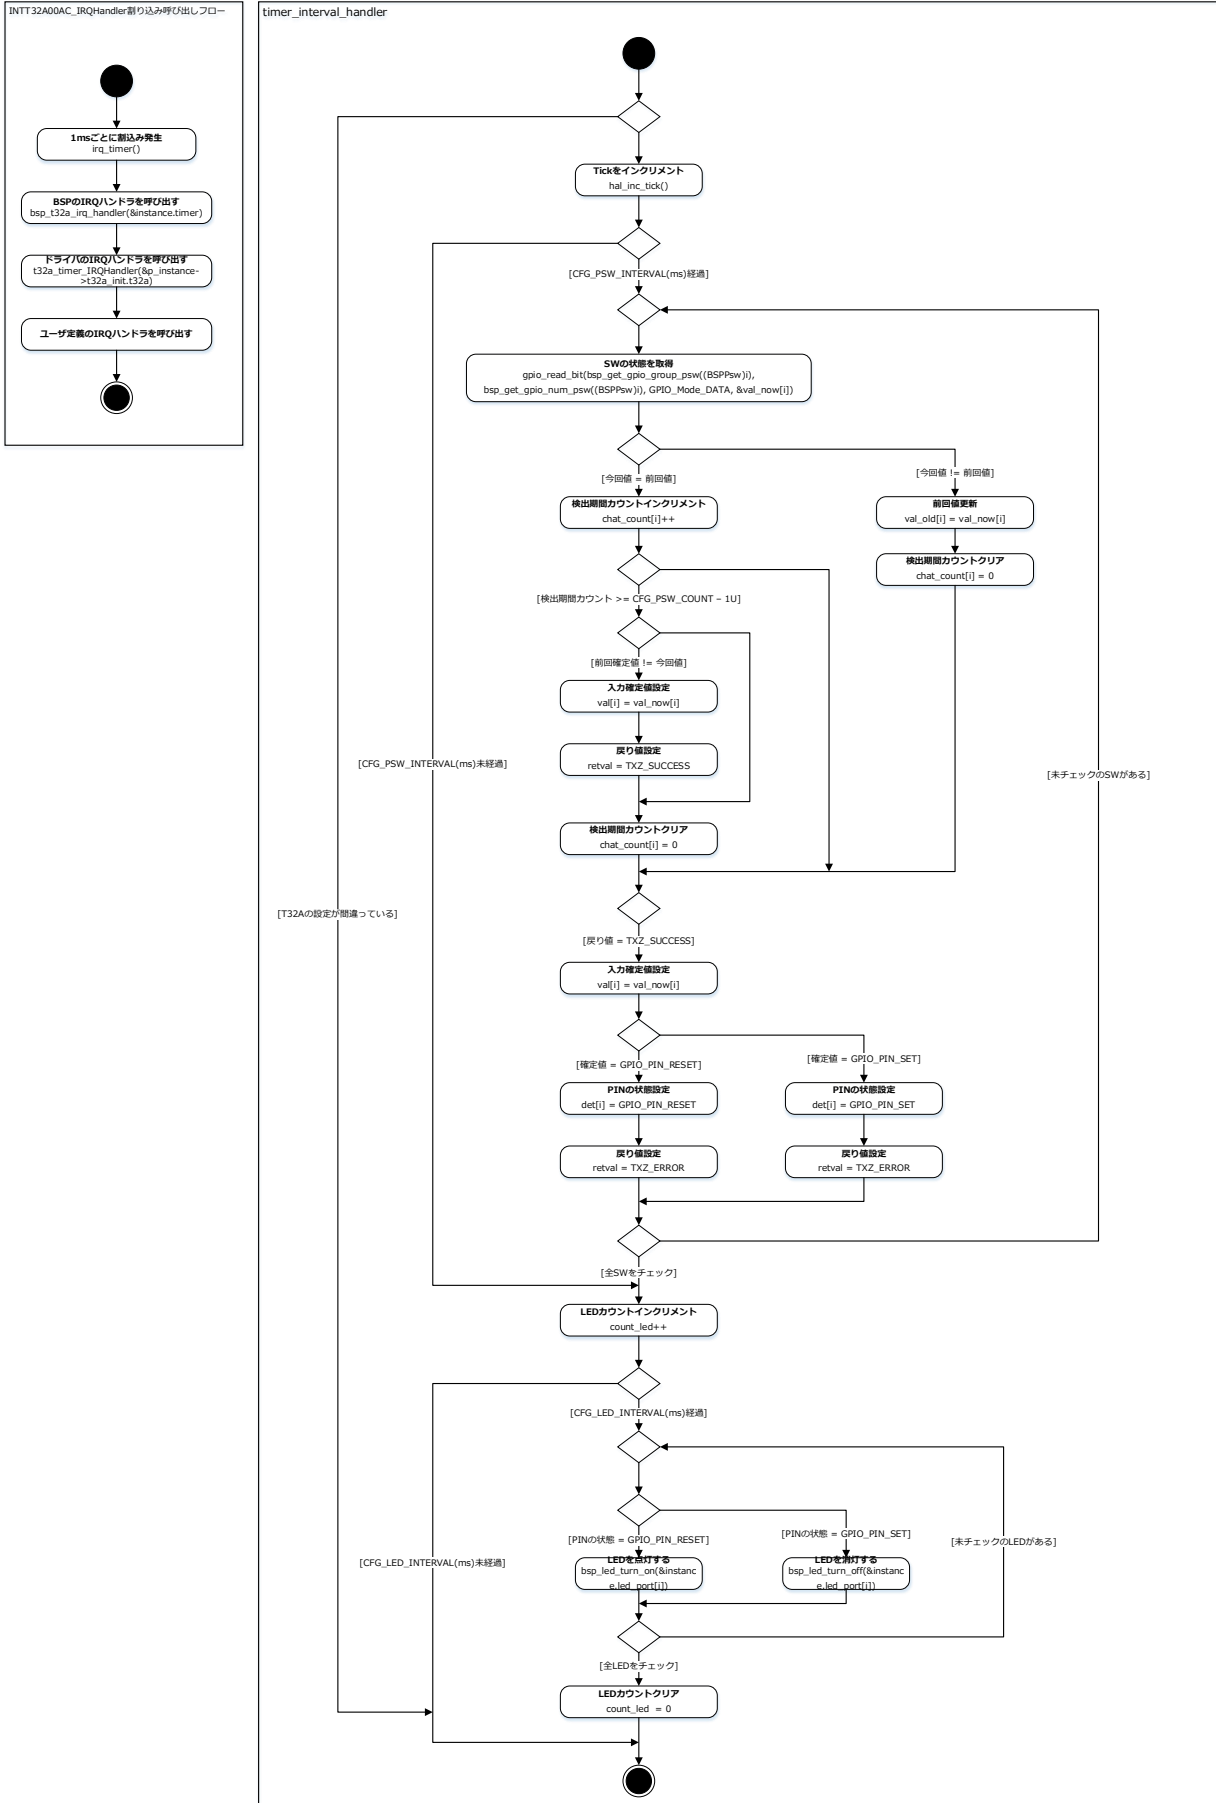 INTT32A00AC_IRQHandler割り込み呼び出しフロー
1msごとに割込み発生
irq_timer()
BSPのIRQハンドラを呼び出す
bsp_t32a_irq_handler(&instance.timer)
ドライバのIRQハンドラを呼び出す
t32a_timer_IRQHandler(&p_instance-
>t32a_init.t32a)
ユーザ定義のIRQハンドラを呼び出す
timer_interval_handler
Tickをインクリメント
hal_inc_tick()
[CFG_PSW_INTERVAL(ms)経過]
SWの状態を取得
gpio_read_bit(bsp_get_gpio_group_psw((BSPPsw)i),
bsp_get_gpio_num_psw((BSPPsw)i), GPIO_Mode_DATA, &val_now[i])
[今回値 = 前回値]
[今回値 != 前回値]
検出期間カウントインクリメント
chat_count[i]++
前回値更新
val_old[i] = val_now[i]
検出期間カウントクリア
chat_count[i] = 0
[検出期間カウント >= CFG_PSW_COUNT – 1U]
[前回確定値 != 今回値]
入力確定値設定
val[i] = val_now[i]
戻り値設定
retval = TXZ_SUCCESS
[CFG_PSW_INTERVAL(ms)未経過]
[未チェックのSWがある]
検出期間カウントクリア
chat_count[i] = 0
[T32Aの設定が間違っている]
[戻り値 = TXZ_SUCCESS]
入力確定値設定
val[i] = val_now[i]
[確定値 = GPIO_PIN_RESET]
[確定値 = GPIO_PIN_SET]
PINの状態設定
det[i] = GPIO_PIN_RESET
PINの状態設定
det[i] = GPIO_PIN_SET
戻り値設定
retval = TXZ_ERROR
戻り値設定
retval = TXZ_ERROR
[全SWをチェック]
LEDカウントインクリメント
count_led++
[CFG_LED_INTERVAL(ms)経過]
[PINの状態 = GPIO_PIN_RESET]
[PINの状態 = GPIO_PIN_SET]
[未チェックのLEDがある]
[CFG_LED_INTERVAL(ms)未経過]
LEDを点灯する
bsp_led_turn_on(&instanc
e.led_port[i])
LEDを消灯する
bsp_led_turn_off(&instanc
e.led_port[i])
[全LEDをチェック]
LEDカウントクリア
count_led = 0